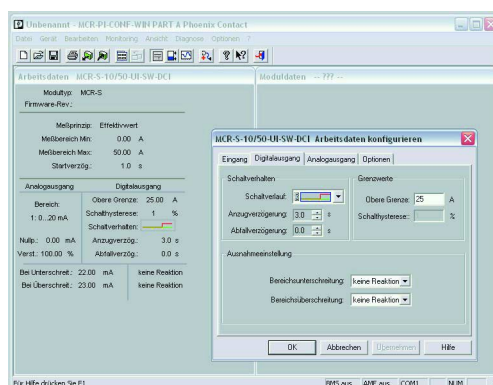 Unbenannt - MCR-PI-CONF-WIN PART A Phoenix Contact
Datei Gerät Bearbeiten Monitoring Ansicht Diagnose Optionen ?
Arbeitsdaten MCR-S-10/50-UI-SW-DCI
Moduldaten -- ??? --
Modultyp: MCR-S
Firmware-Rev.:
Meßprinzip: Effektivwert
Meßbereich Min: 0.00 A
Meßbereich Max: 50.00 A
Startverzög.: 1.0 s
Analogausgang
Digitalausgang
Bereich:
1: 0...20 mA
Obere Grenze: 25.00 A
Schalthysterese: 1 %
Schaltverhalten:
Nullp.: 0.00 mA
Anzugverzög.: 3.0 s
Verst.: 100.00 %
Abfallverzög.: 0.0 s
Bei Unterschreit.: 22.00 mA keine Reaktion
Bei Überschreit.: 23.00 mA keine Reaktion
MCR-S-10/50-UI-SW-DCI Arbeitsdaten konfigurieren
Eingang Digitalausgang Analogausgang Optionen
Schaltverhalten
Schaltverlauf:
Anzugverzögerung: 3.0 s
Abfallverzögerung: 0.0 s
Grenzwerte
Obere Grenze: 25 A
Schalthysterese: %
Ausnahmeeinstellung
Bereichsunterschreitung: keine Reaktion
Bereichsüberschreitung: keine Reaktion
OK Abbrechen Übernehmen Hilfe
Für Hilfe drücken Sie F1
RMS aus AMF aus COM1 NUM